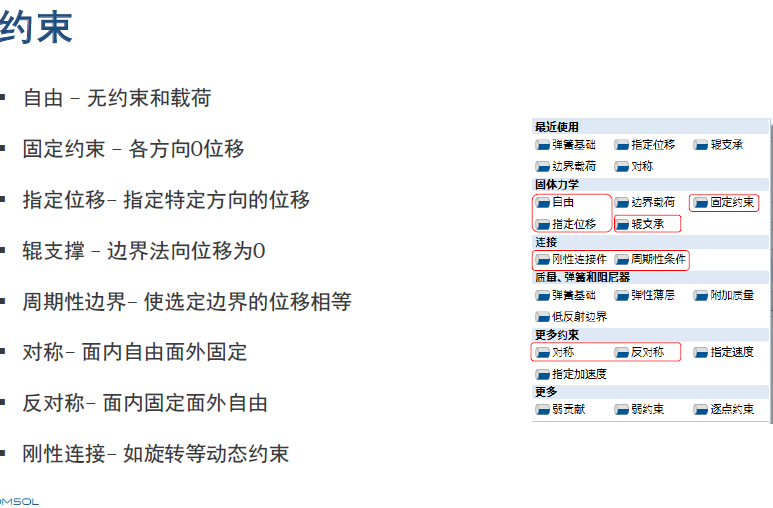 约束
自由 – 无约束和载荷
固定约束 – 各方向0位移
指定位移– 指定特定方向的位移
辊支撑 – 边界法向位移为0
周期性边界– 使选定边界的位移相等
对称– 面内自由面外固定
反对称– 面内固定面外自由
刚性连接– 如旋转等动态约束
最近使用
弹簧基础 指定位移 辊支承
边界载荷 对称
固体力学
自由 边界载荷 固定约束
指定位移 辊支承
连接
刚性连接件 周期性条件
质量、弹簧和阻尼器
弹簧基础 弹性薄层 附加质量
低反射边界
更多约束
对称 反对称 指定速度
指定加速度
更多
弱贡献 弱约束 逐点约束
OMSOL